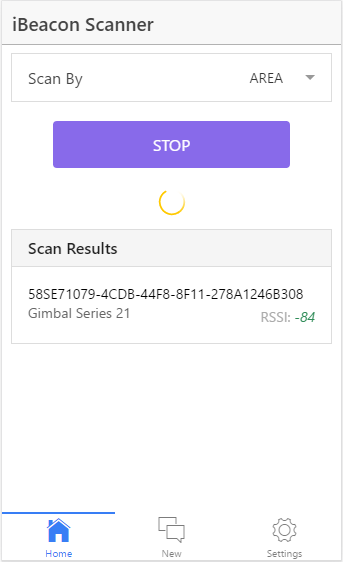 iBeacon Scanner
Scan By AREA
STOP
Scan Results
58SE71079-4CDB-44F8-8F11-278A1246B308
Gimbal Series 21
RSSI: -84
Home New Settings